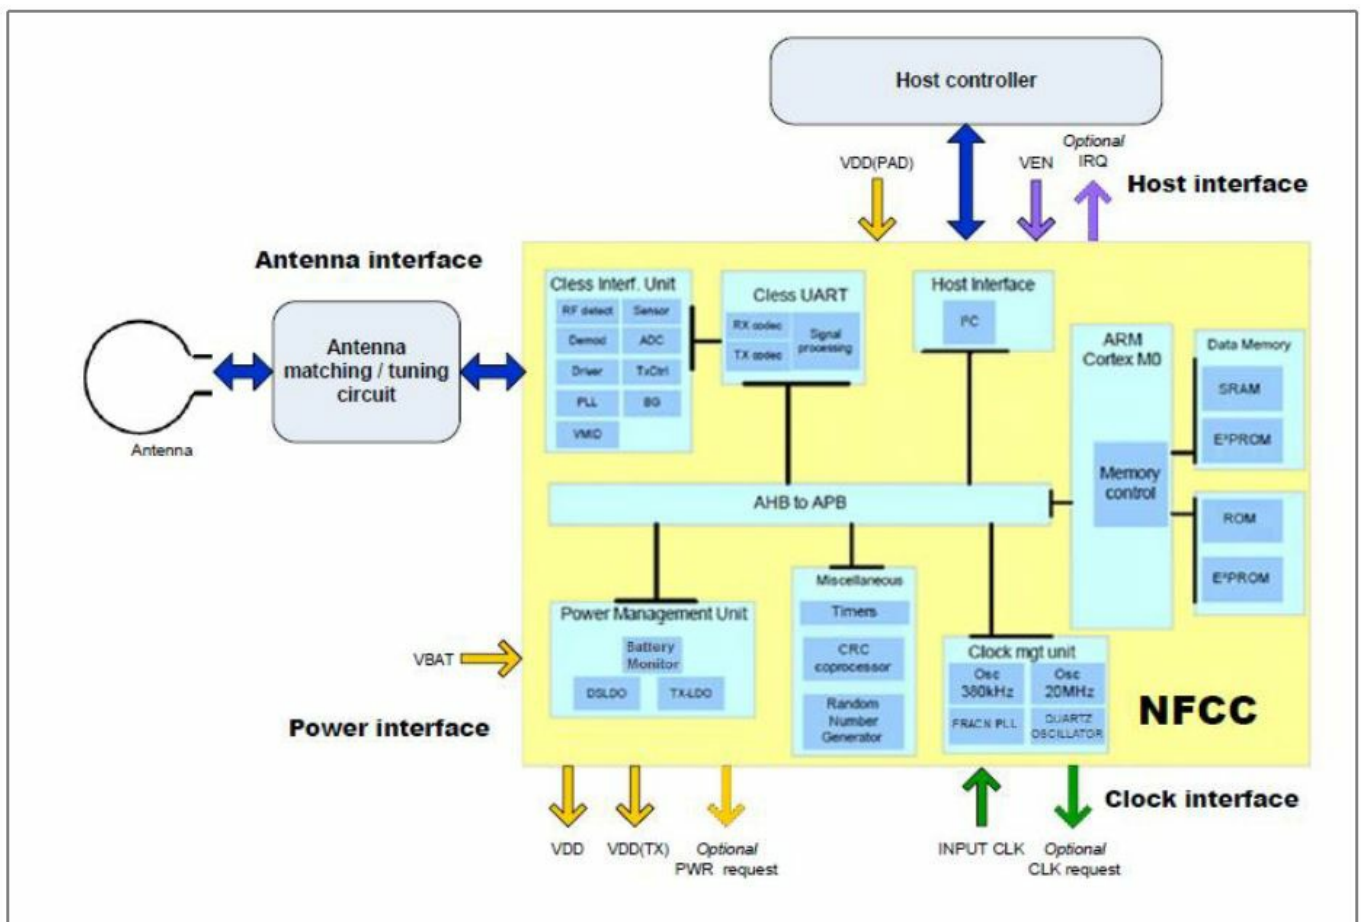 Host controller
VDD(PAD)
VEN
Optional
IRQ
Host interface
Antenna interface
Antenna
matching / tuning
circuit
Antenna
Cless Interf. Unit
RF detect
Sensor
Demod
ADC
Driver
TxCtrl
PLL
BG
VMID
Cless UART
RX codec
TX codec
Signal
processing
Host Interface
I²C
ARM
Cortex M0
Memory
control
Data Memory
SRAM
E²PROM
ROM
E²PROM
AHB to APB
Power Management Unit
Battery
Monitor
DSLDO
TX-LDO
Miscellaneous
Timers
CRC
coprocessor
Random
Number
Generator
Clock mgt unit
Osc
380kHz
Osc
20MHz
FRACN PLL
QUARTZ
OSCILLATOR
NFCC
VBAT
Power interface
VDD
VDD(TX)
Optional
PWR request
INPUT CLK
Optional
CLK request
Clock interface